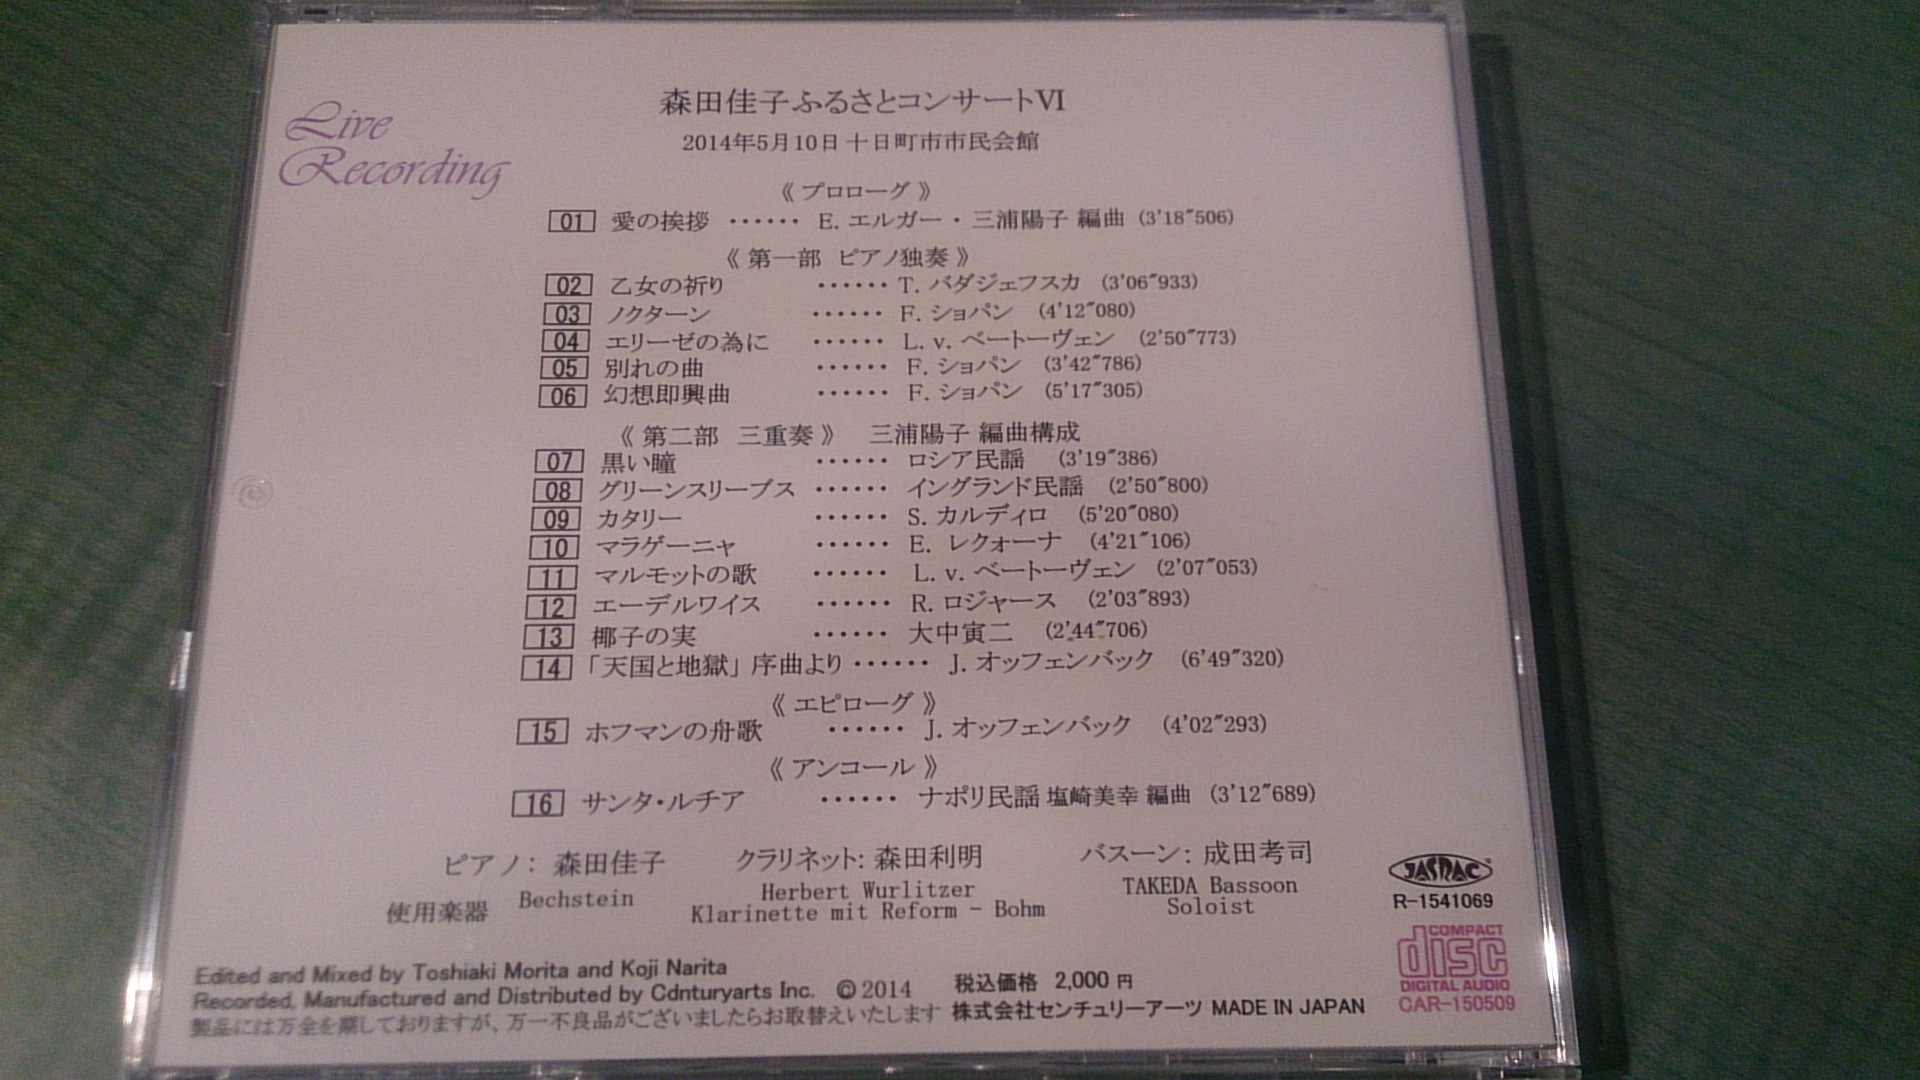 Live
Recording
森田佳子ふるさとコンサートⅥ
2014年5月10日 十日町市市民会館
《 プロローグ 》
01 愛の挨拶 ‥‥‥ E. エルガー・ 三浦陽子 編曲 (3'18"506)
《 第一部 ピアノ独奏 》
02 乙女の祈り ‥‥‥ T. バダジェフスカ (3'06"933)
03 ノクターン ‥‥‥ F. ショパン (4'12"080)
04 エリーゼの為に ‥‥‥ L. v. ベートーヴェン (2'50"773)
05 別れの曲 ‥‥‥ F. ショパン (3'42"786)
06 幻想即興曲 ‥‥‥ F. ショパン (5'17"305)
《 第二部 三重奏 》 三浦陽子 編曲構成
07 黒い瞳 ‥‥‥ ロシア民謡 (3'19"386)
08 グリーンスリーブス ‥‥‥ イングランド民謡 (2'50"800)
09 カタリー ‥‥‥ S. カルディロ (5'20"080)
10 マラゲーニャ ‥‥‥ E. レクォーナ (4'21"106)
11 マルモットの歌 ‥‥‥ L. v. ベートーヴェン (2'07"053)
12 エーデルワイス ‥‥‥ R. ロジャース (2'03"893)
13 椰子の実 ‥‥‥ 大中寅二 (2'44"706)
14 「天国と地獄」序曲より ‥‥‥ J. オッフェンバック (6'49"320)
《 エピローグ 》
15 ホフマンの舟歌 ‥‥‥ J. オッフェンバック (4'02"293)
《 アンコール 》
16 サンタ・ルチア ‥‥‥ ナポリ民謡 塩崎美幸 編曲 (3'12"689)
ピアノ: 森田佳子 クラリネット: 森田利明 バスーン: 成田考司
使用楽器 Bechstein Herbert Wurlitzer TAKEDA Bassoon
Klarinette mit Reform - Bohm Soloist
JASRAC
R-1541069
COMPACT
disc
DIGITAL AUDIO
CAR-150509
Edited and Mixed by Toshiaki Morita and Koji Narita
Recorded, Manufactured and Distributed by Cdnturyarts Inc. © 2014 税込価格 2,000 円
製品には万全を期しておりますが、万一不良品がございましたらお取替えいたします 株式会社センチュリーアーツ MADE IN JAPAN